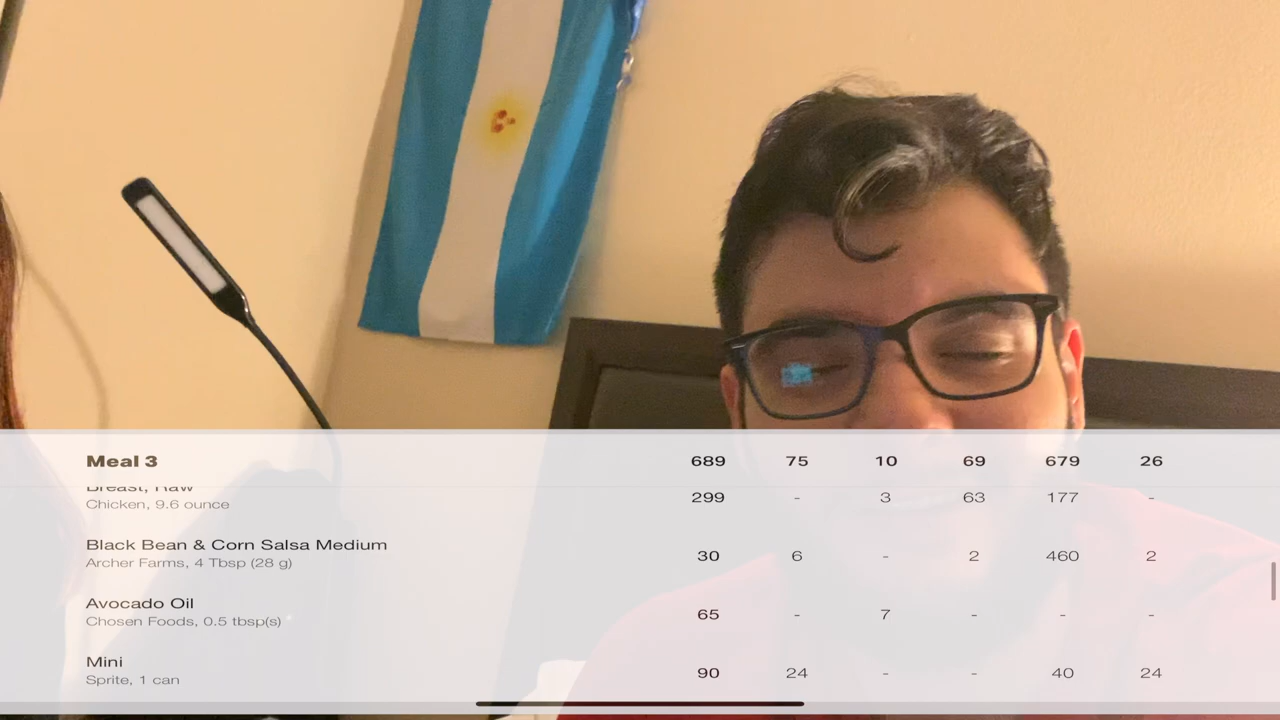 Meal 3 689 75 10 69 679 26
Breast, Raw
Chicken, 9.6 ounce 299 - 3 63 177 -
Black Bean & Corn Salsa Medium
Archer Farms, 4 Tbsp (28 g) 30 6 - 2 460 2
Avocado Oil
Chosen Foods, 0.5 tbsp(s) 65 - 7 - - -
Mini
Sprite, 1 can 90 24 - - 40 24